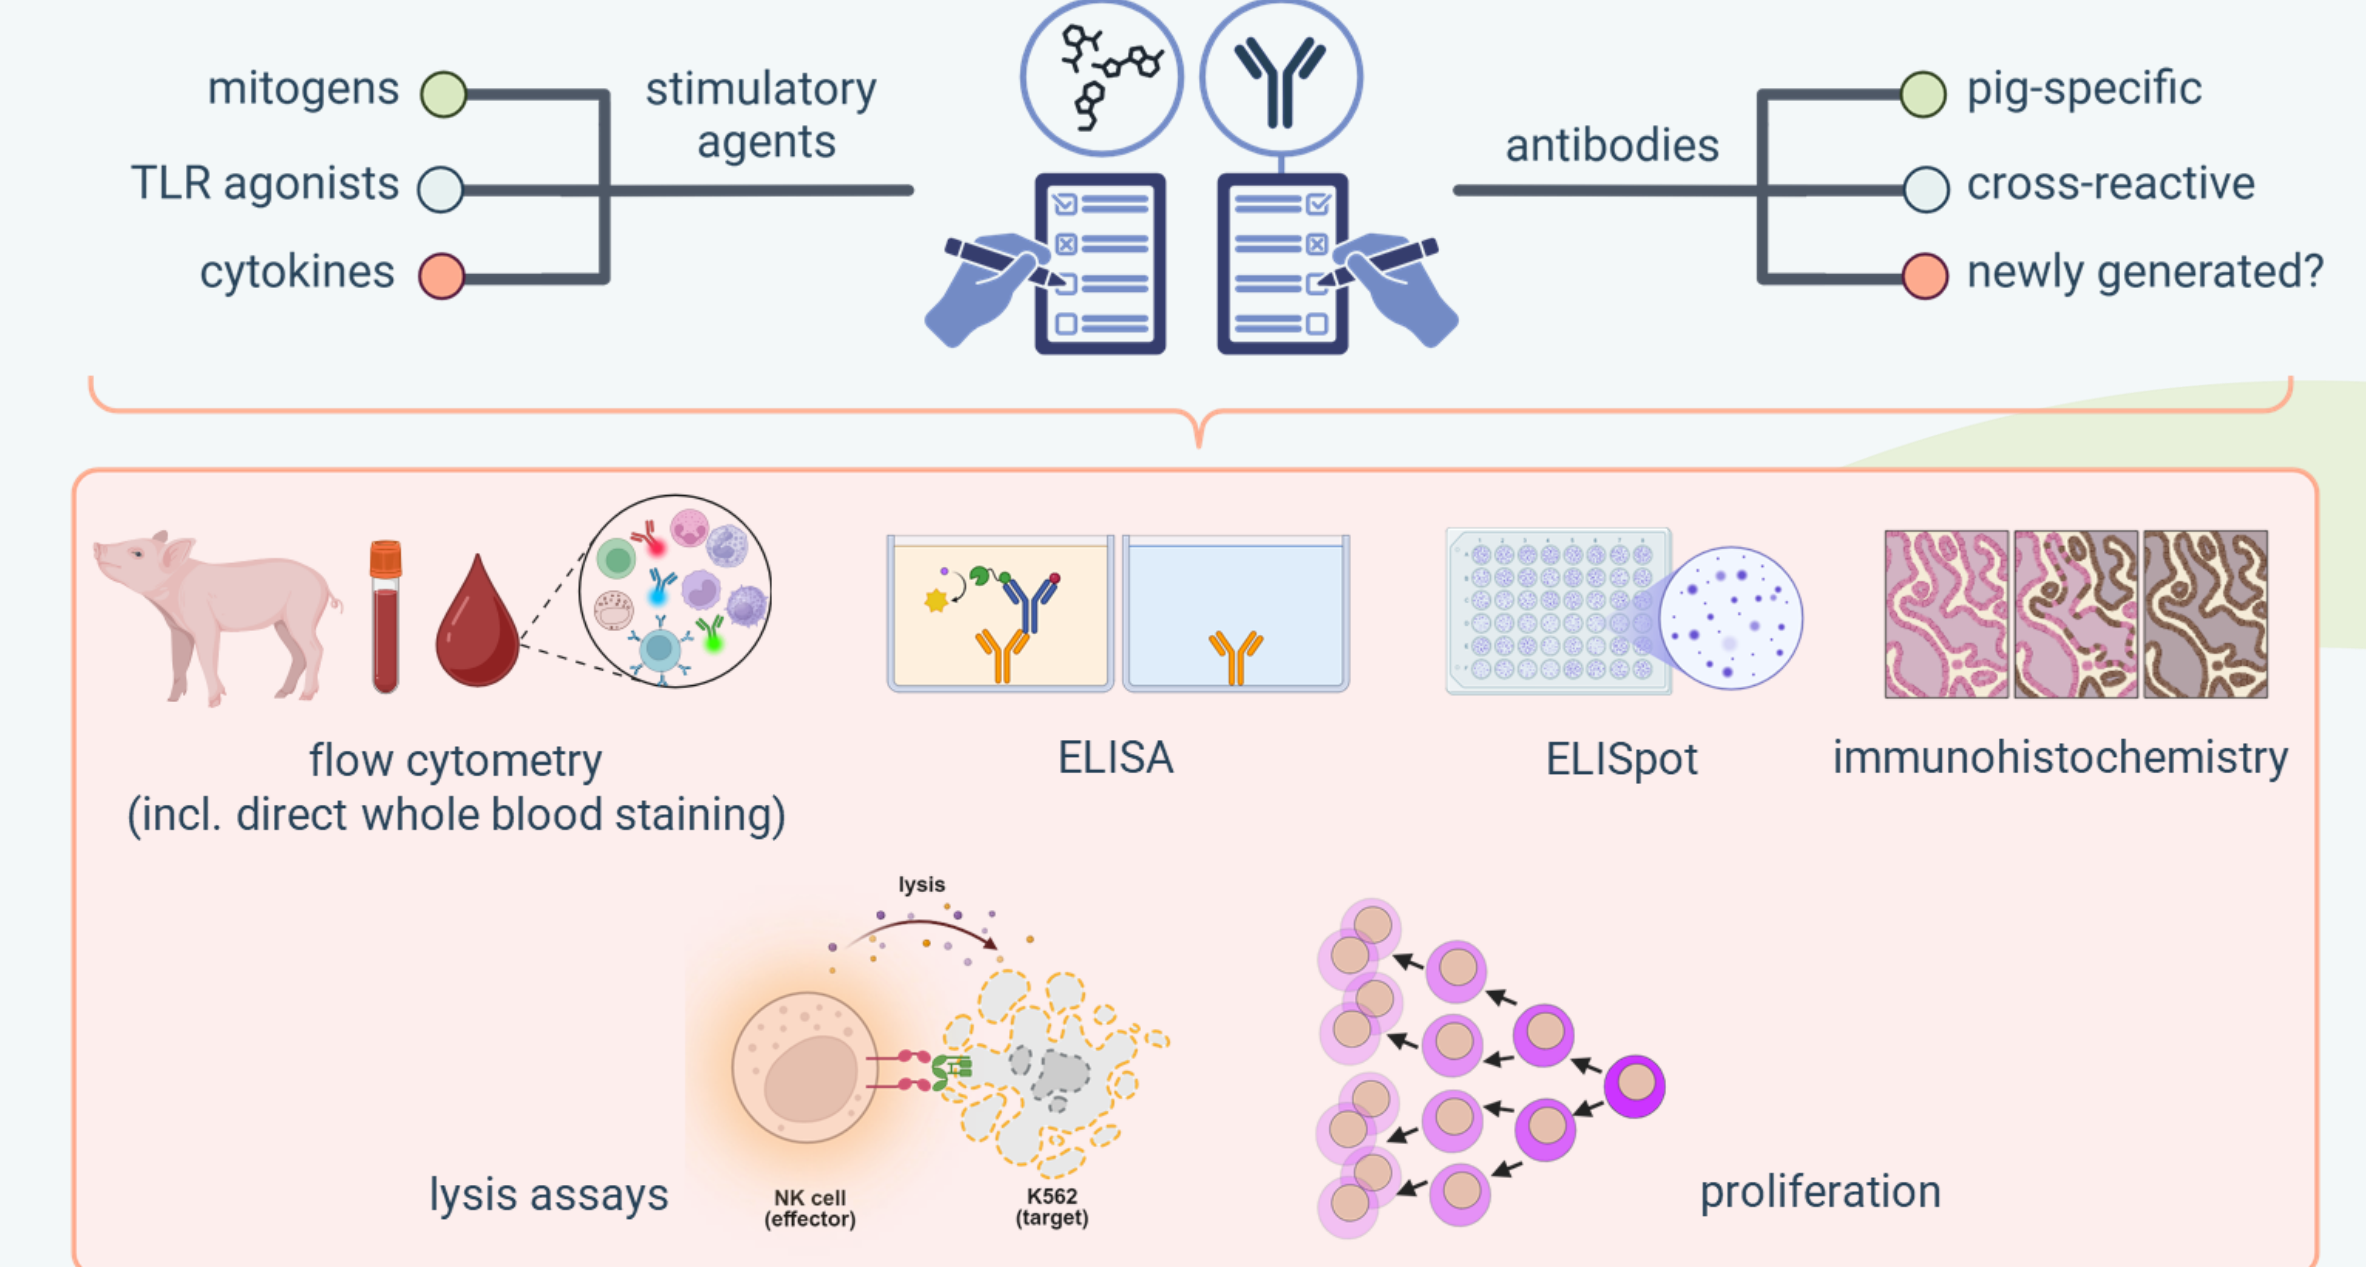 mitogens
TLR agonists
cytokines
stimulatory
agents
antibodies
pig-specific
cross-reactive
newly generated?
flow cytometry
(incl. direct whole blood staining)
ELISA
ELISpot
immunohistochemistry
lysis
NK cell
(effector)
K562
(target)
lysis assays
proliferation